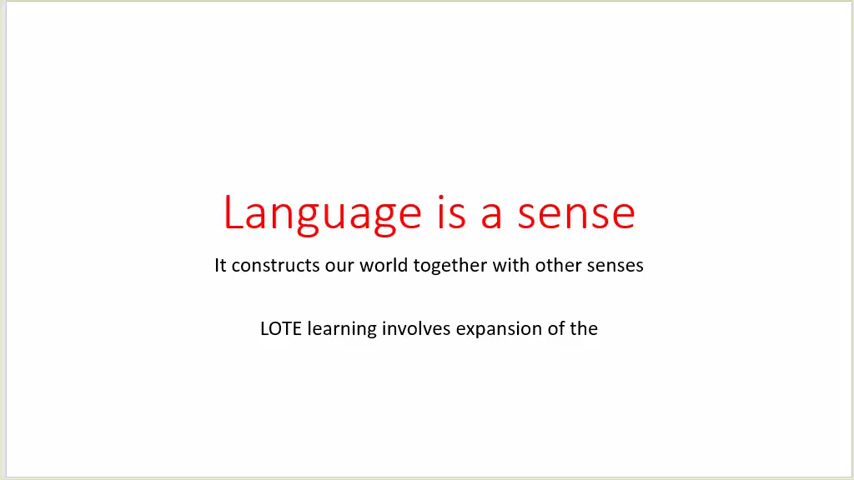 Language is a sense
It constructs our world together with other senses
LOTE learning involves expansion of the